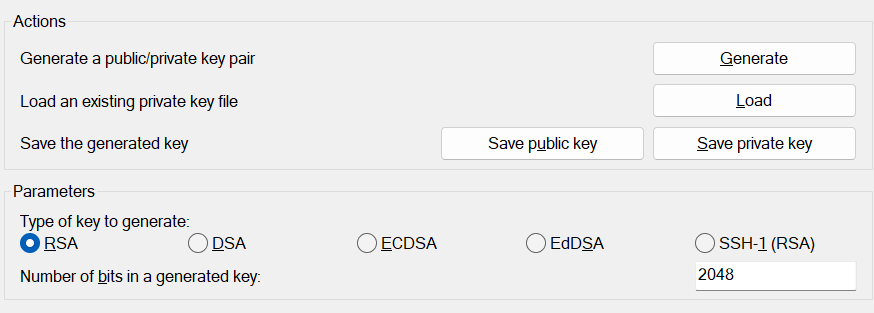 Actions
Generate a public/private key pair
Generate
Load an existing private key file
Load
Save the generated key
Save public key
Save private key
Parameters
Type of key to generate:
RSA
DSA
ECDSA
EdDSA
SSH-1 (RSA)
Number of bits in a generated key:
2048